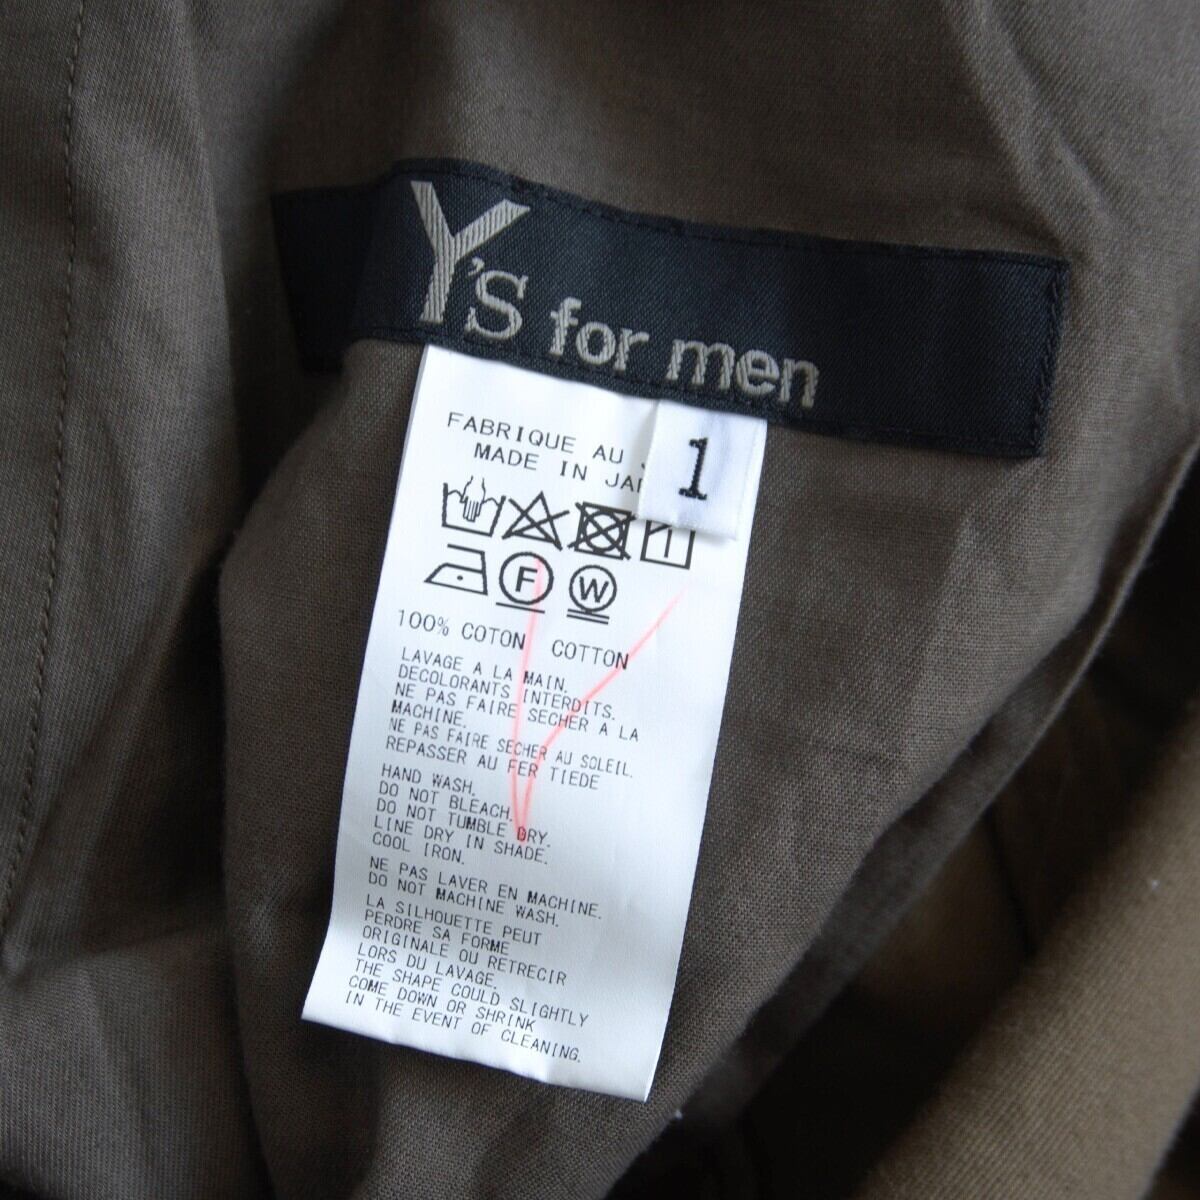 Y's for men
1
FABRIQUE AU
MADE IN
F
W
100% COTON COTTON
LAVAGE A LA MAIN.
DECOLORANTS INTERDITS.
NE PAS FAIRE SECHER A LA
MACHINE.
NE PAS FAIRE SECHER AU SOLEIL.
REPASSER AU FER TIEDE
HAND WASH.
DO NOT BLEACH.
DO NOT TUMBLE DRY.
LINE DRY IN SHADE.
COOL IRON.
NE PAS LAVER EN MACHINE.
DO NOT MACHINE WASH.
LA SILHOUETTE PEUT
PERDRE SA FORME
ORIGINALE OU RETRECIR
LORS DU LAVAGE.
THE SHAPE COULD SLIGHTLY
COME DOWN OR SHRINK
IN THE EVENT OF CLEANING.